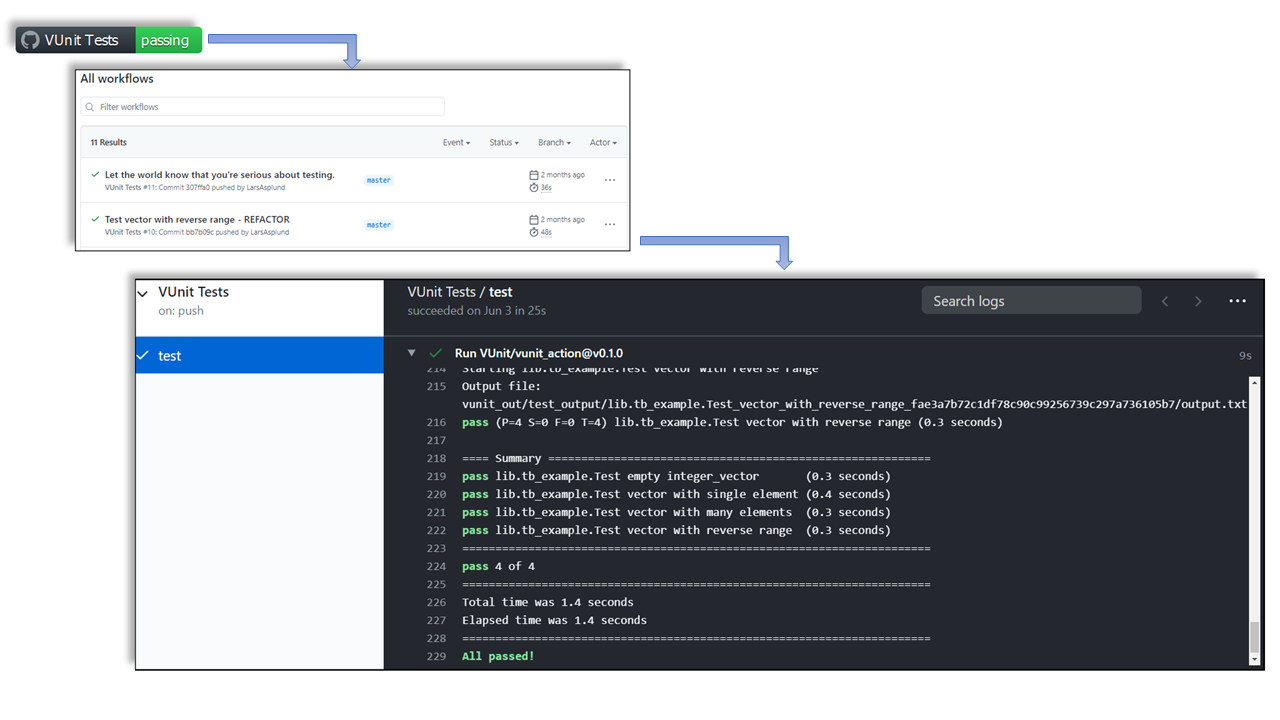 VUnit Tests passing
All workflows
Filter workflows
11 Results Event Status Branch Actor
Let the world know that you're serious about testing.
VUnit Tests #11: Commit 307ffa0 pushed by LarsAsplund
master
2 months ago
36s
...
Test vector with reverse range - REFACTOR
VUnit Tests #10: Commit bb7b09c pushed by LarsAsplund
master
2 months ago
48s
...
VUnit Tests
on: push
test
VUnit Tests / test
succeeded on Jun 3 in 25s
Search logs
...
Run VUnit/vunit_action@v0.1.0 9s
214 Starting lib.tb_example.Test vector with reverse range
215 Output file:
vunit_out/test_output/lib.tb_example.Test_vector_with_reverse_range_fae3a7b72c1df78c90c99256739c297a736105b7/output.txt
216 pass (P=4 S=0 F=0 T=4) lib.tb_example.Test vector with reverse range (0.3 seconds)
217
218 ==== Summary ==========================================================
219 pass lib.tb_example.Test empty integer_vector (0.3 seconds)
220 pass lib.tb_example.Test vector with single element (0.4 seconds)
221 pass lib.tb_example.Test vector with many elements (0.3 seconds)
222 pass lib.tb_example.Test vector with reverse range (0.3 seconds)
223 =======================================================================
224 pass 4 of 4
225 =======================================================================
226 Total time was 1.4 seconds
227 Elapsed time was 1.4 seconds
228 =======================================================================
229 All passed!